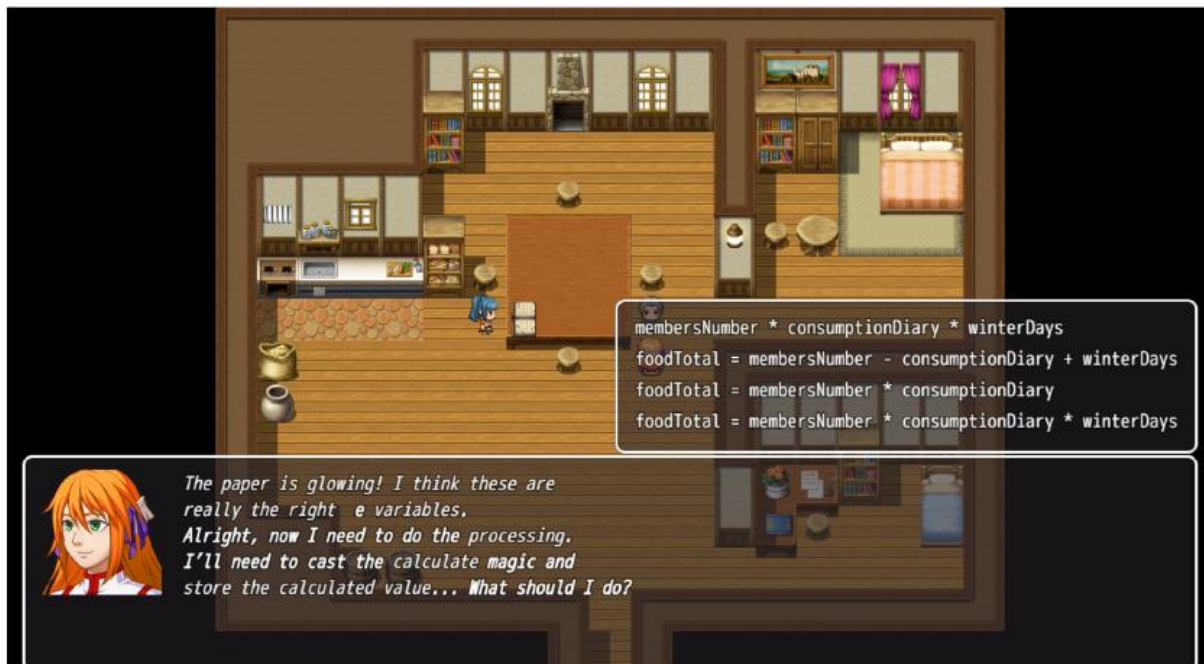 membersNumber * consumptionDiary * winterDays
foodTotal = membersNumber - consumptionDiary + winterDays
foodTotal = membersNumber * consumptionDiary
foodTotal = membersNumber * consumptionDiary * winterDays
The paper is glowing! I think these are
really the right e variables.
Alright, now I need to do the processing.
I'll need to cast the calculate magic and
store the calculated value... What should I do?